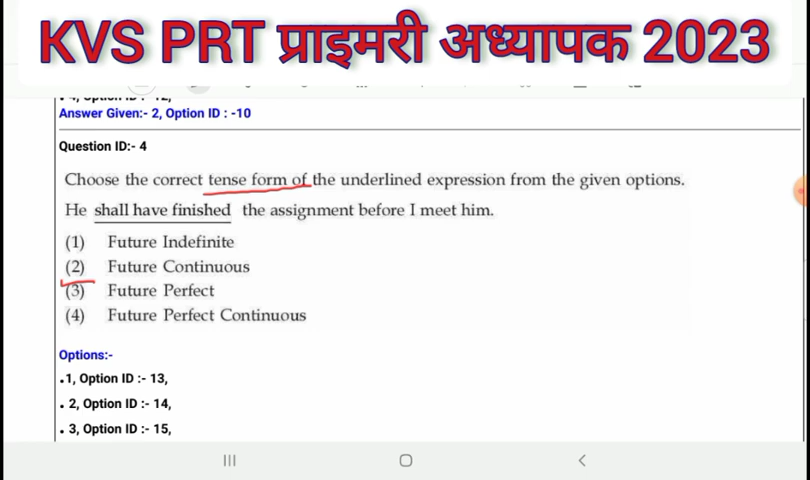 KVS PRT प्राइमरी अध्यापक 2023
Answer Given:- 2, Option ID : -10
Question ID:- 4
Choose the correct tense form of the underlined expression from the given options.
He shall have finished the assignment before I meet him.
(1) Future Indefinite
(2) Future Continuous
(3) Future Perfect
(4) Future Perfect Continuous
Options:-
.1, Option ID :- 13,
. 2, Option ID :- 14,
. 3, Option ID :- 15,